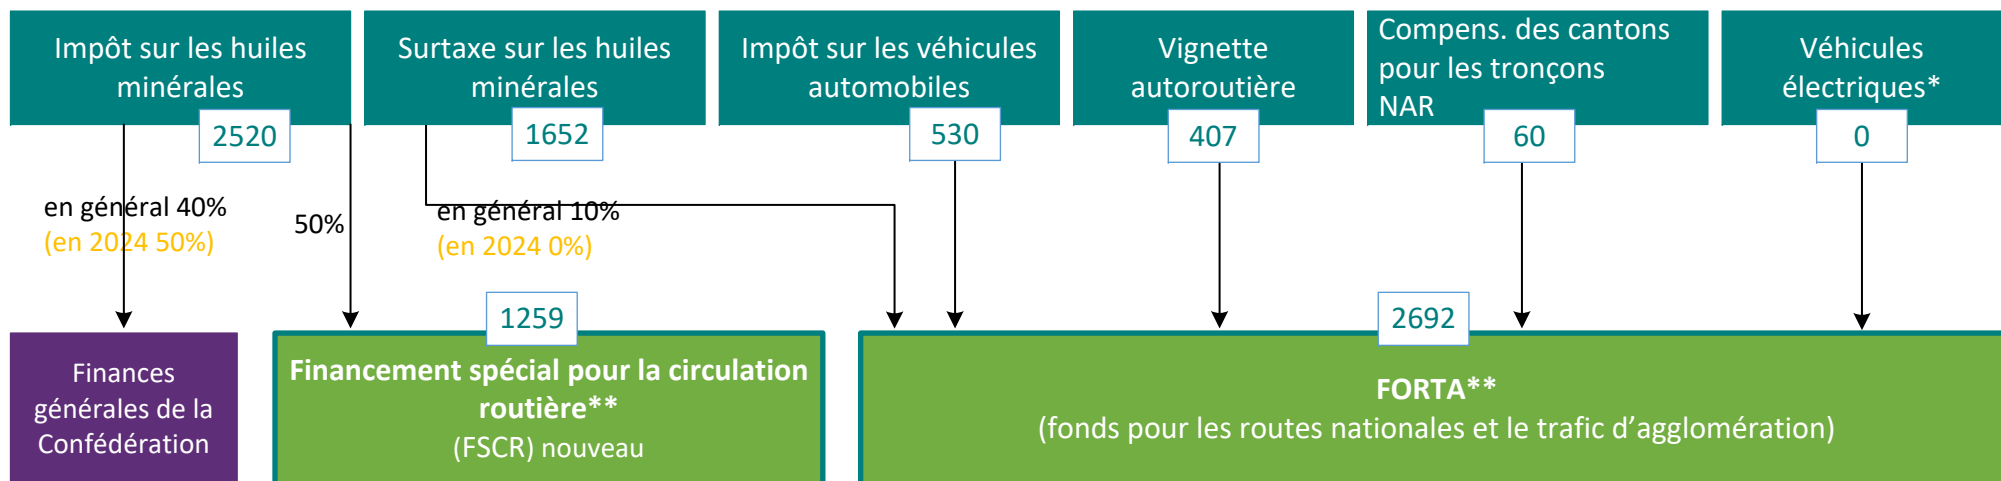 Impôt sur les huiles
minérales
2520
Surtaxe sur les huiles
minérales
1652
Impôt sur les véhicules
automobiles
530
Vignette
autoroutière
407
Compens. des cantons
pour les tronçons
NAR
60
Véhicules
électriques*
0
en général 40%
(en 2024 50%)
50%
en général 10%
(en 2024 0%)
Finances
générales de la
Confédération
1259
Financement spécial pour la circulation
routière**
(FSCR) nouveau
2692
FORTA**
(fonds pour les routes nationales et le trafic d’agglomération)